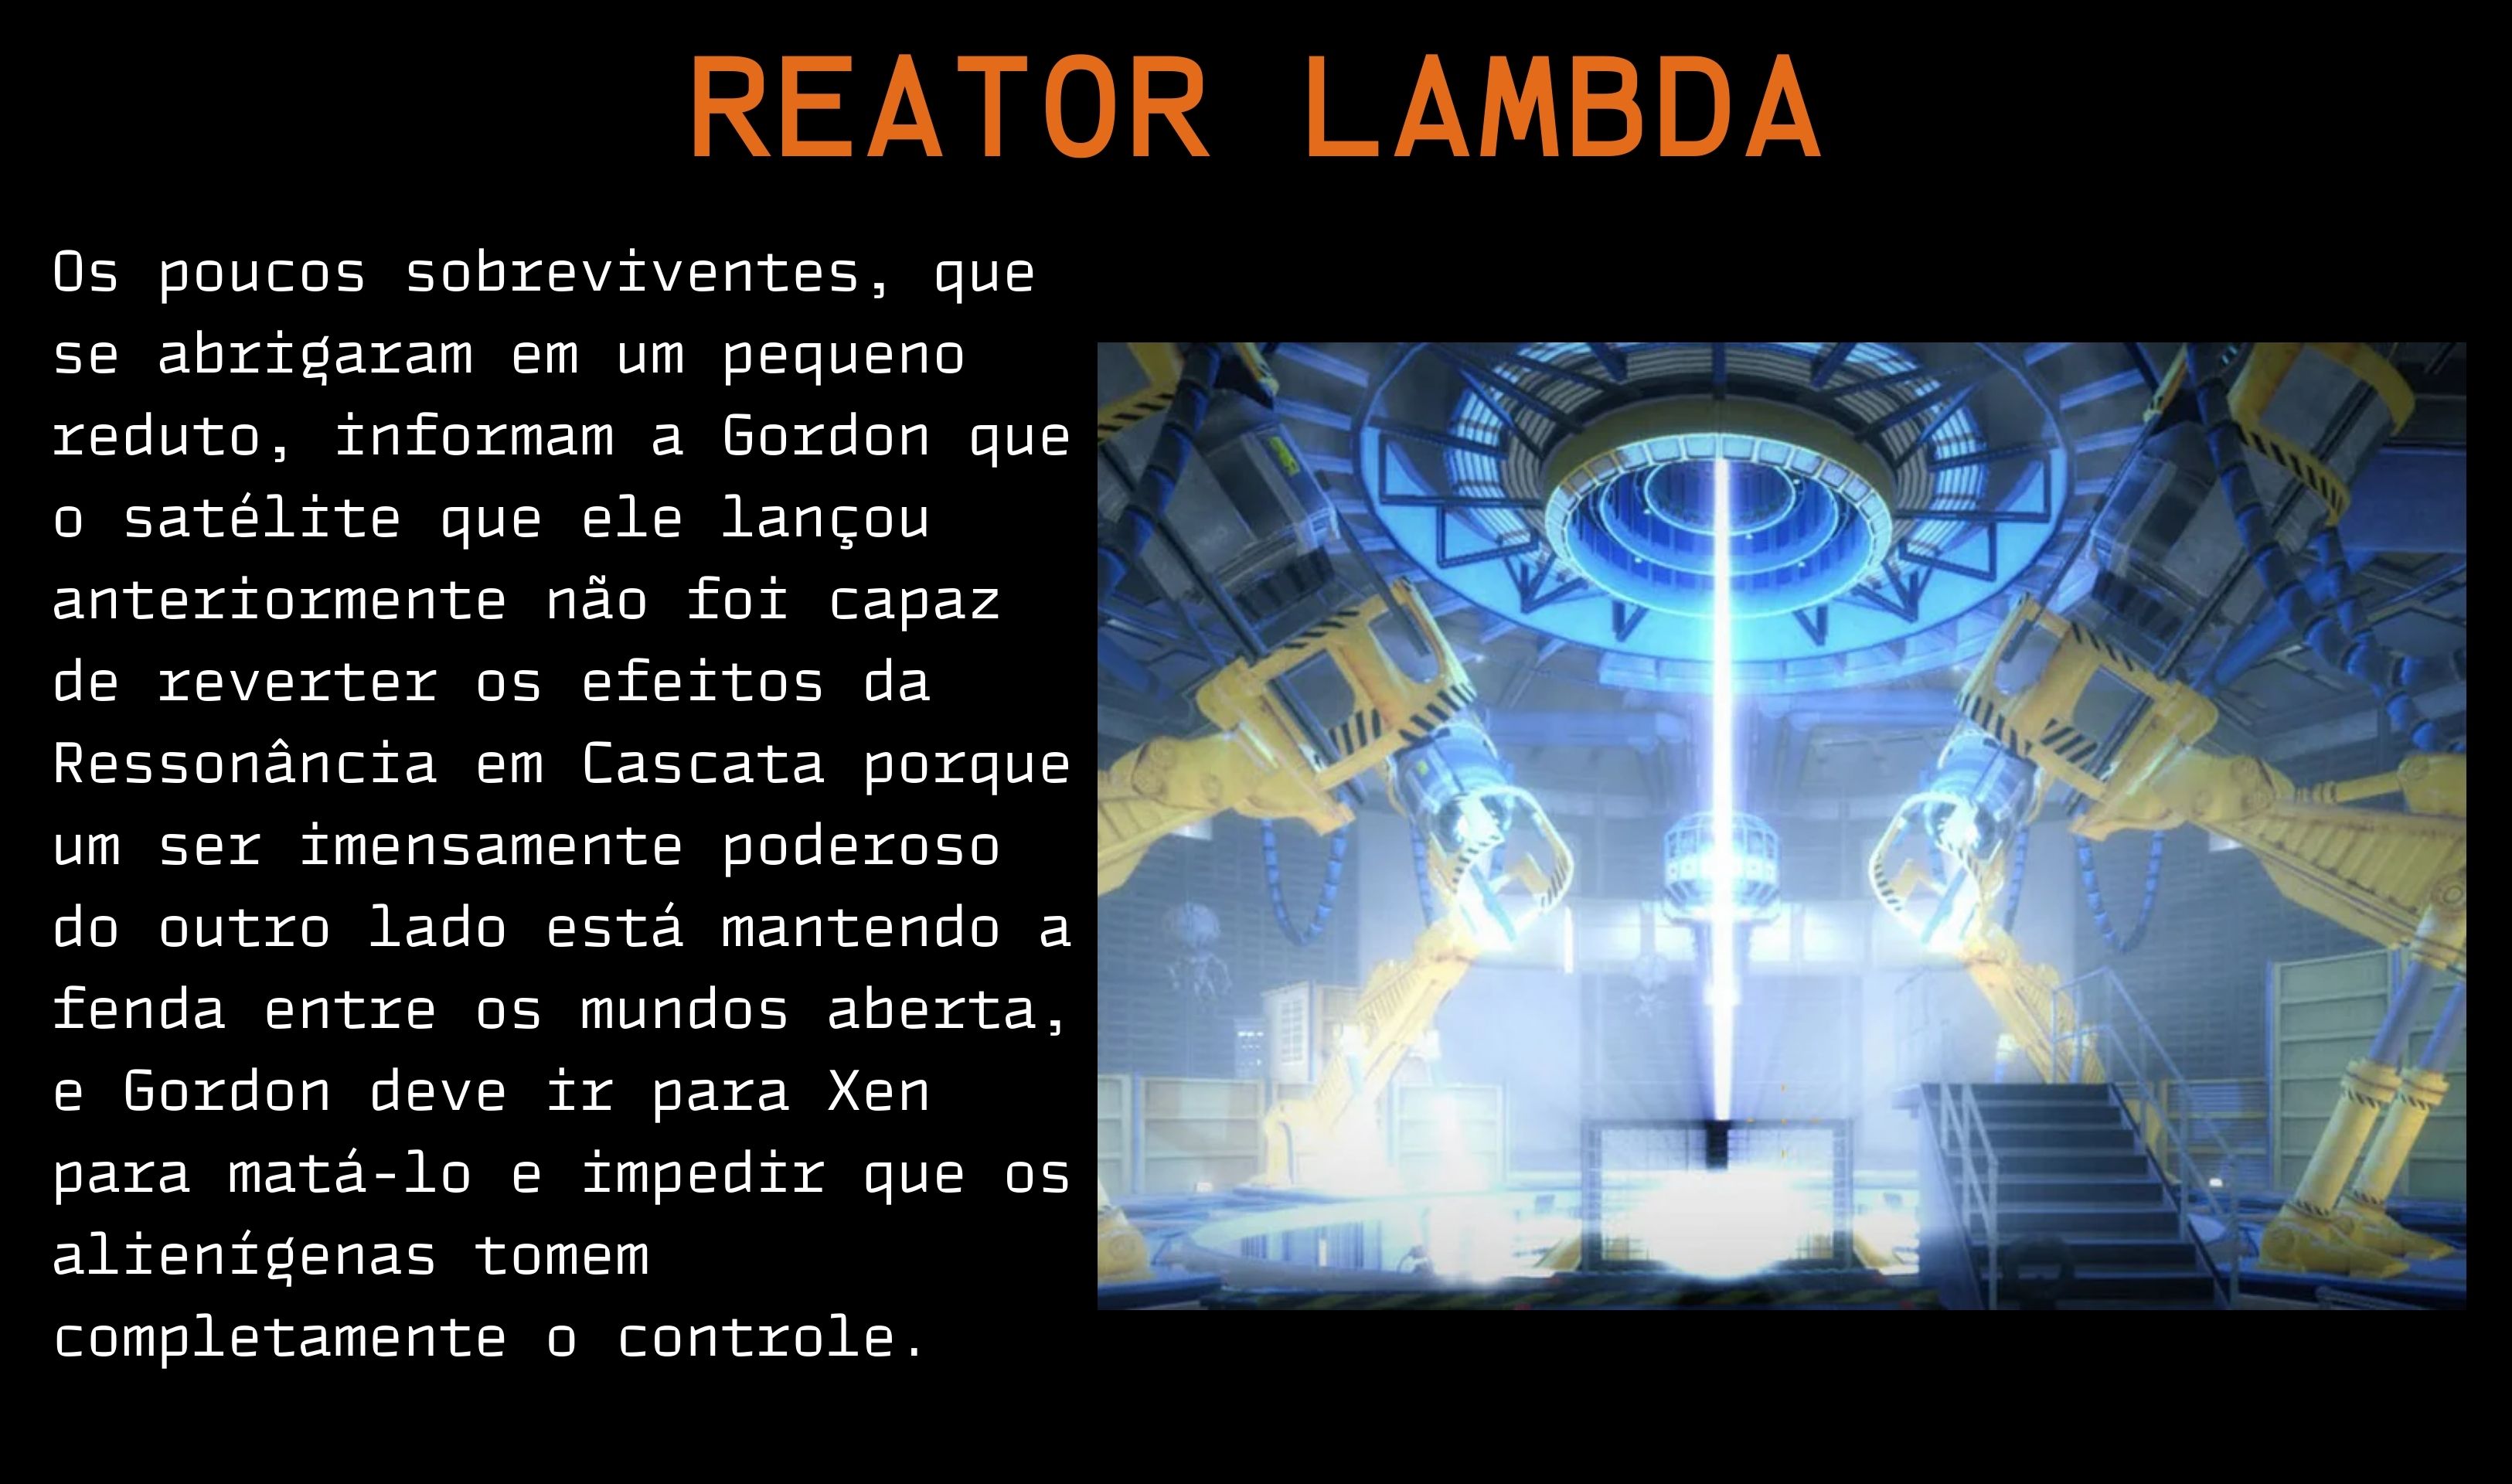 REATOR LAMBDA
Os poucos sobreviventes, que
se abrigaram em um pequeno
reduto, informam a Gordon que
o satélite que ele lançou
anteriormente não foi capaz
de reverter os efeitos da
Ressonância em Cascata porque
um ser imensamente poderoso
do outro lado está mantendo a
fenda entre os mundos aberta,
e Gordon deve ir para Xen
para matá-lo e impedir que os
alienígenas tomem
completamente o controle.